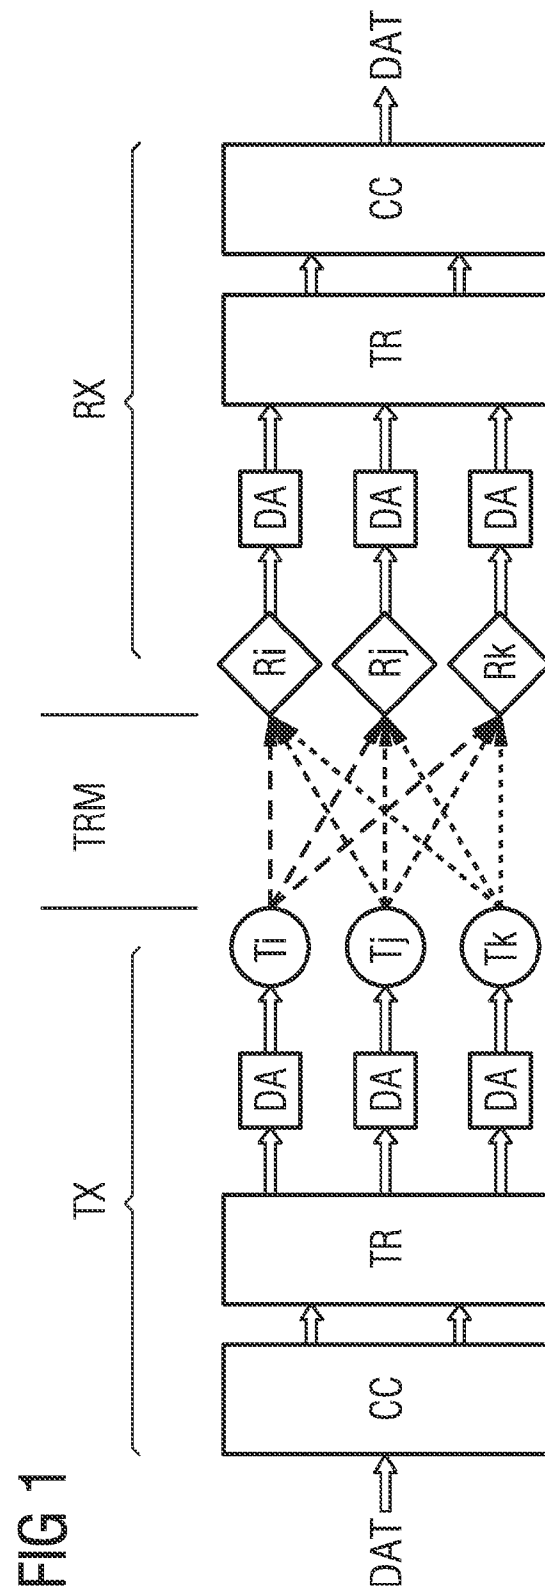 FIG 1
TX
TRM
RX
DAT
CC
TR
DA
Ti
Ri
DA
TR
CC
DAT
DA
Tj
Rj
DA
DA
Tk
Rk
DA